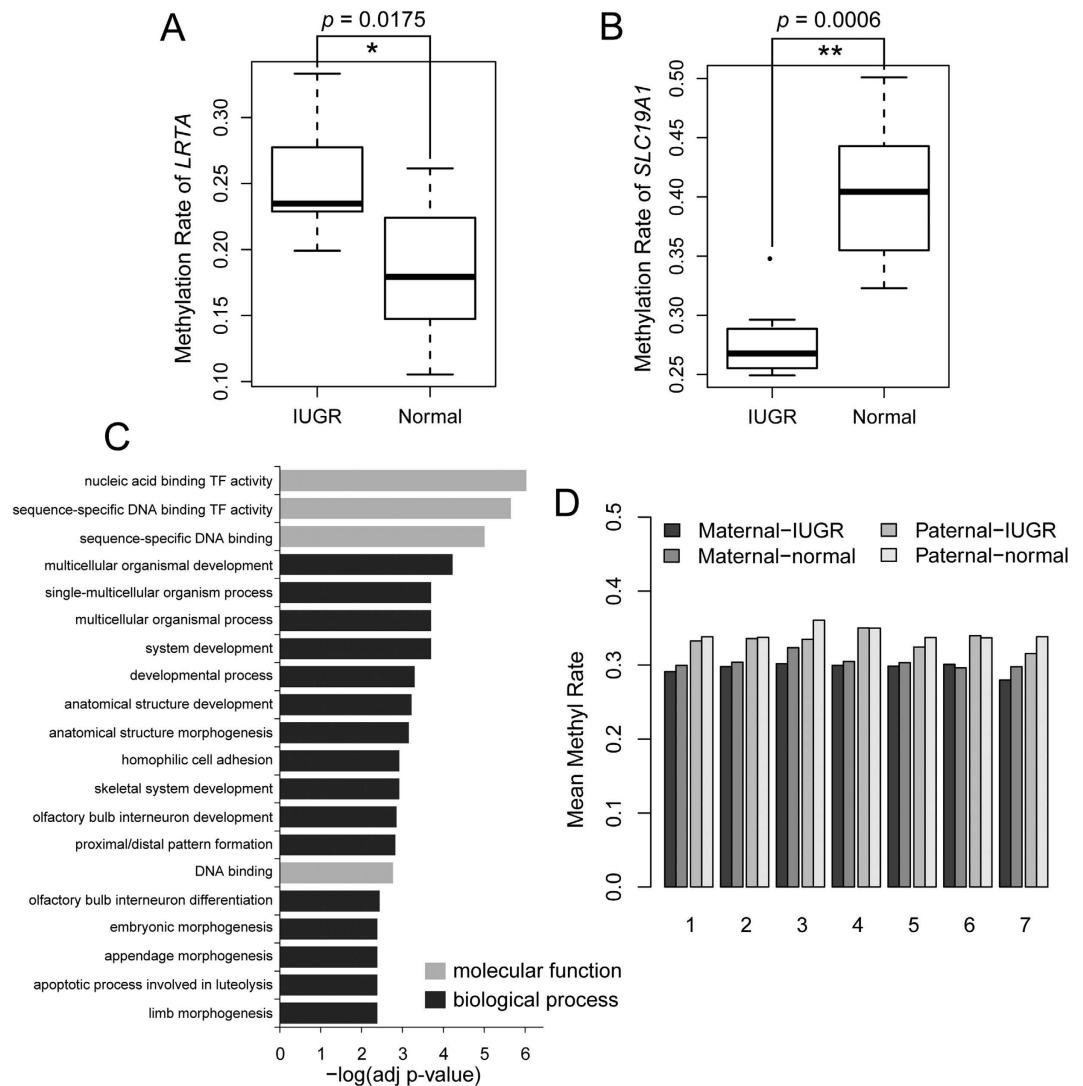 A
p = 0.0175
*
Methylation Rate of LRTA
0.30
0.25
0.20
0.15
0.10
IUGR
Normal
B
p = 0.0006
**
Methylation Rate of SLC19A1
0.50
0.45
0.40
0.35
0.30
0.25
IUGR
Normal
C
nucleic acid binding TF activity
sequence-specific DNA binding TF activity
sequence-specific DNA binding
multicellular organismal development
single-multicellular organism process
multicellular organismal process
system development
developmental process
anatomical structure development
anatomical structure morphogenesis
homophilic cell adhesion
skeletal system development
olfactory bulb interneuron development
proximal/distal pattern formation
DNA binding
olfactory bulb interneuron differentiation
embryonic morphogenesis
appendage morphogenesis
apoptotic process involved in luteolysis
limb morphogenesis
molecular function
biological process
0 1 2 3 4 5 6
−log(adj p-value)
D
Mean Methyl Rate
0.5
0.4
0.3
0.2
0.1
0.0
Maternal−IUGR
Maternal−normal
Paternal−IUGR
Paternal−normal
1 2 3 4 5 6 7